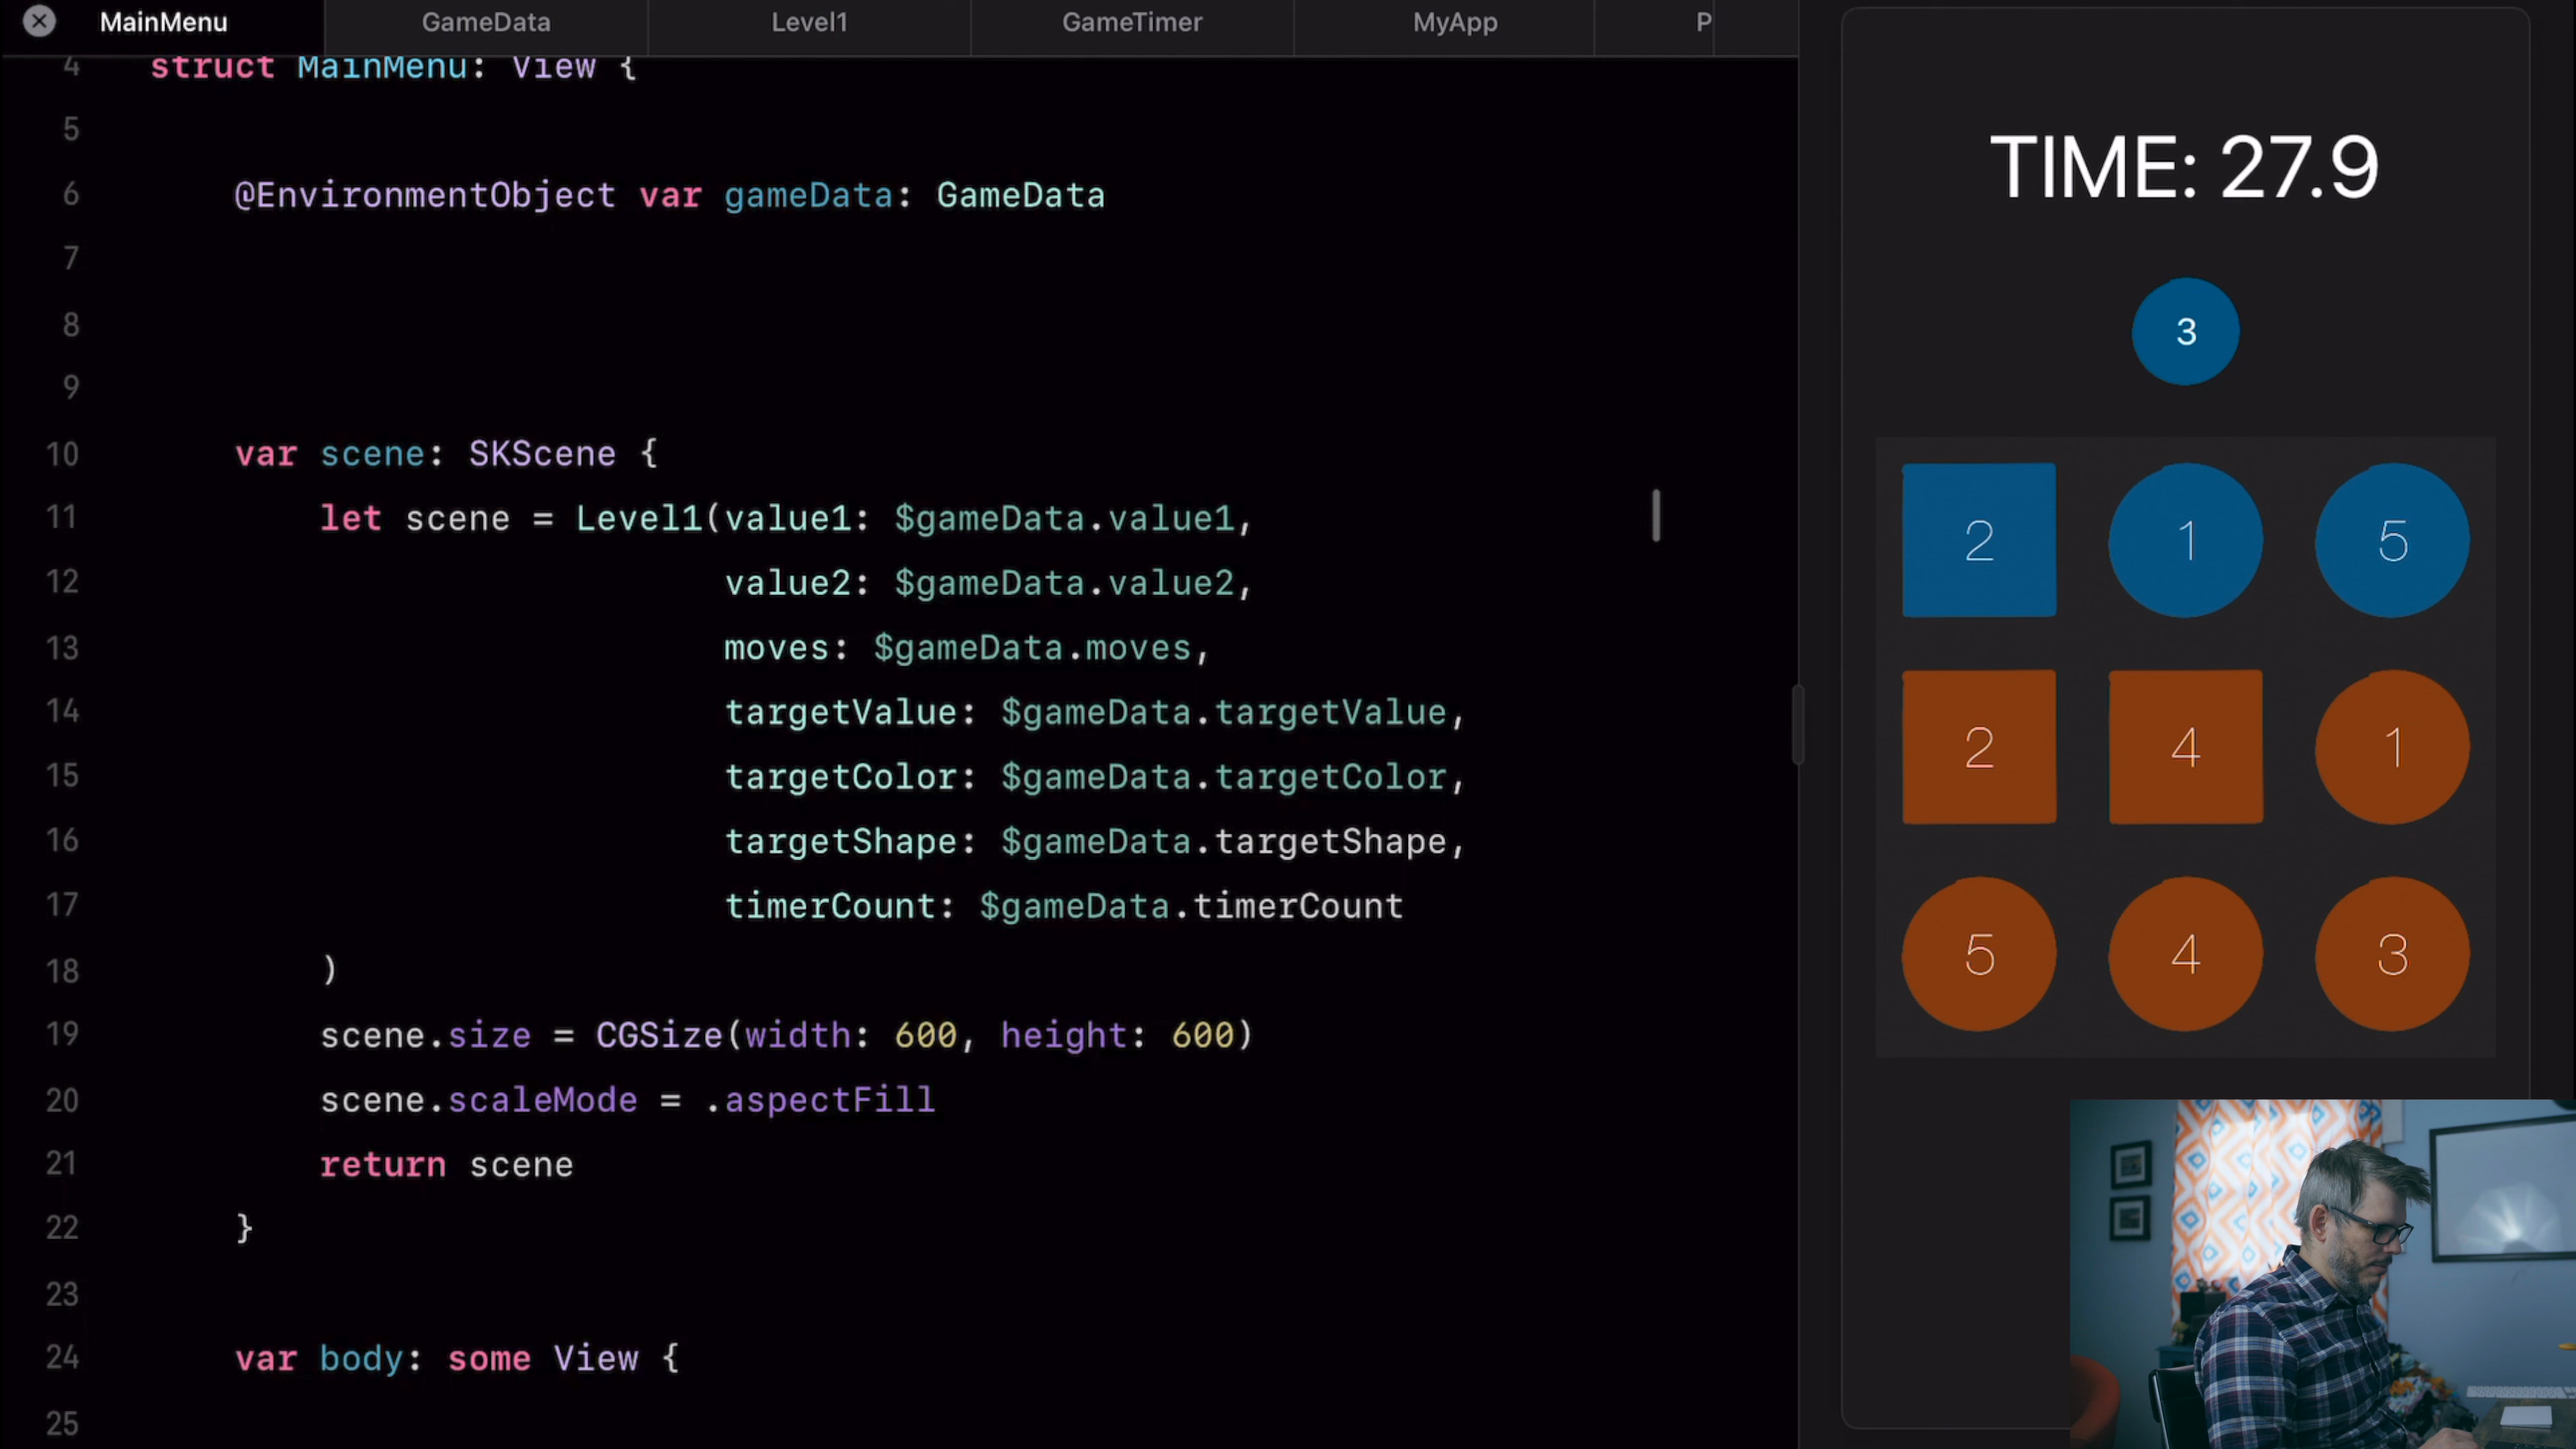 MainMenu
GameData
Level1
GameTimer
MyApp
P
4 struct MainMenu: View {
5
6 @EnvironmentObject var gameData: GameData
7
8
9
10 var scene: SKScene {
11 let scene = Level1(value1: $gameData.value1,
12 value2: $gameData.value2,
13 moves: $gameData.moves,
14 targetValue: $gameData.targetValue,
15 targetColor: $gameData.targetColor,
16 targetShape: $gameData.targetShape,
17 timerCount: $gameData.timerCount
18 )
19 scene.size = CGSize(width: 600, height: 600)
20 scene.scaleMode = .aspectFill
21 return scene
22 }
23
24 var body: some View {
25
TIME: 27.9
3
2 1 5
2 4 1
5 4 3